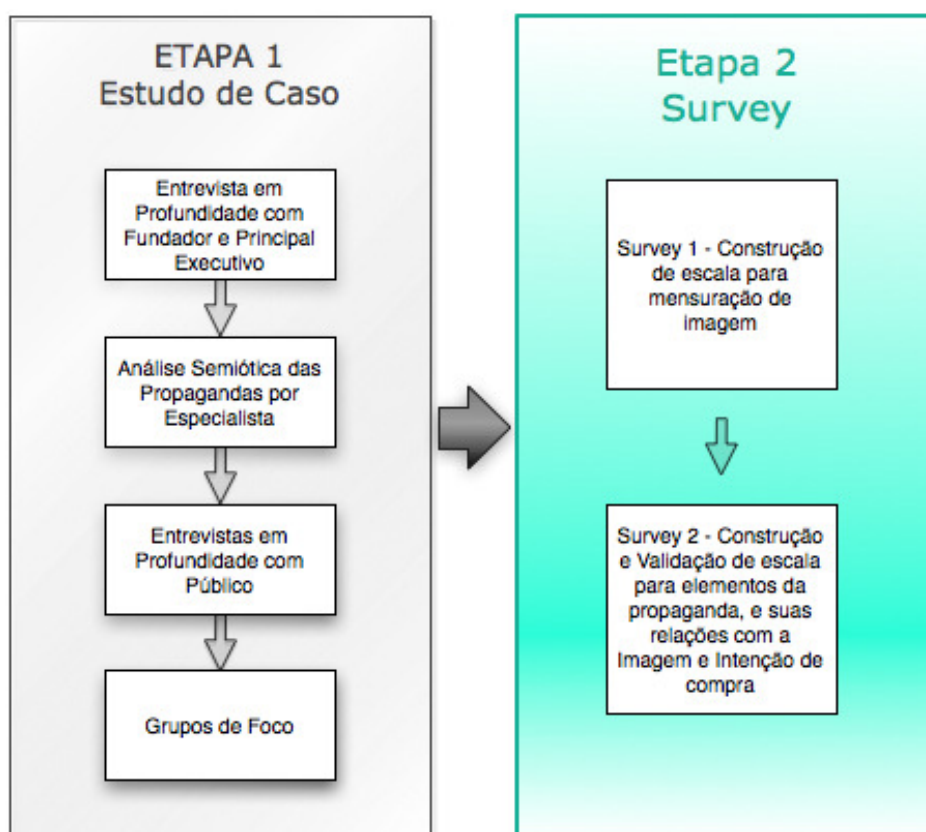 ETAPA 1
Estudo de Caso
Entrevista em
Profundidade com
Fundador e Principal
Executivo
Análise Semiótica das
Propagandas por
Especialista
Entrevistas em
Profundidade com
Público
Grupos de Foco
Etapa 2
Survey
Survey 1 - Construção
de escala para
mensuração de
imagem
Survey 2 - Construção
e Validação de escala
para elementos da
propaganda, e suas
relações com a
Imagem e Intenção de
compra